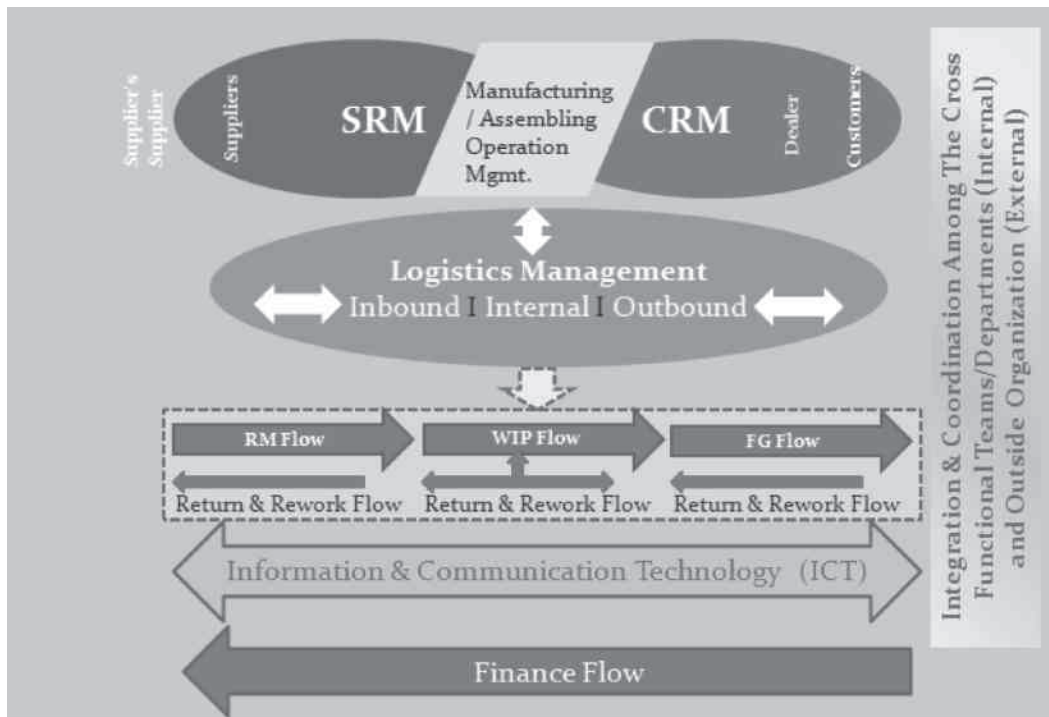 Supplier's
Supplier
Suppliers
SRM
Manufacturing
/ Assembling
Operation
Mgmt.
CRM
Dealer
Customers
Logistics Management
Inbound I Internal I Outbound
RM Flow
WIP Flow
FG Flow
Return & Rework Flow
Return & Rework Flow
Return & Rework Flow
Information & Communication Technology (ICT)
Finance Flow
Integration & Coordination Among The Cross
Functional Teams/Departments (Internal)
and Outside Organization (External)